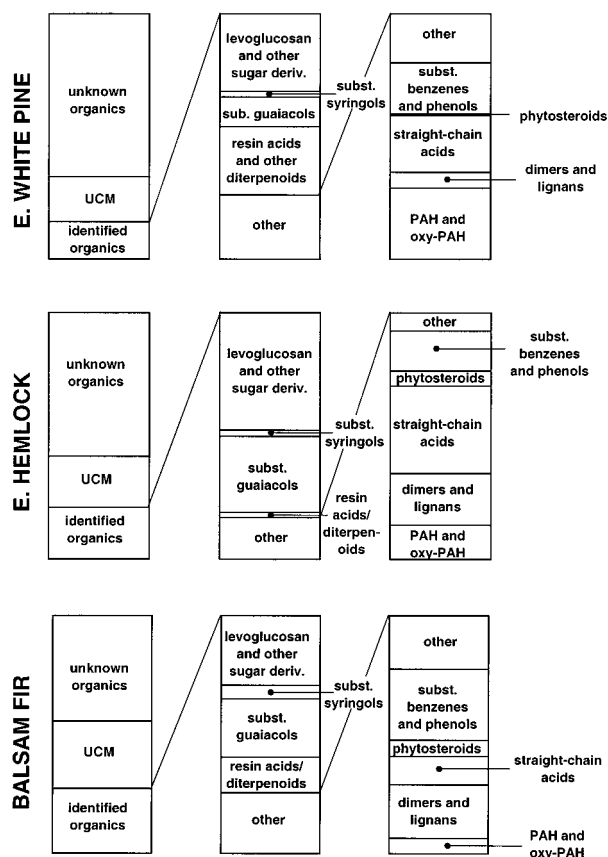 E. WHITE PINE
unknown
organics
UCM
identified
organics
levoglucosan
and other
sugar deriv.
subst.
syringols
sub. guaiacols
resin acids
and other
diterpenoids
other
other
subst.
benzenes
and phenols
phytosteroids
straight-chain
acids
dimers and
lignans
PAH and
oxy-PAH
E. HEMLOCK
unknown
organics
UCM
identified
organics
levoglucosan
and other
sugar deriv.
subst.
syringols
subst.
guaiacols
resin
acids/
diterpen-
oids
other
other
subst.
benzenes
and phenols
phytosteroids
straight-chain
acids
dimers and
lignans
PAH and
oxy-PAH
BALSAM FIR
unknown
organics
UCM
identified
organics
levoglucosan
and other
sugar deriv.
subst.
syringols
subst.
guaiacols
resin acids/
diterpenoids
other
other
subst.
benzenes
and phenols
phytosteroids
straight-chain
acids
dimers and
lignans
PAH and
oxy-PAH